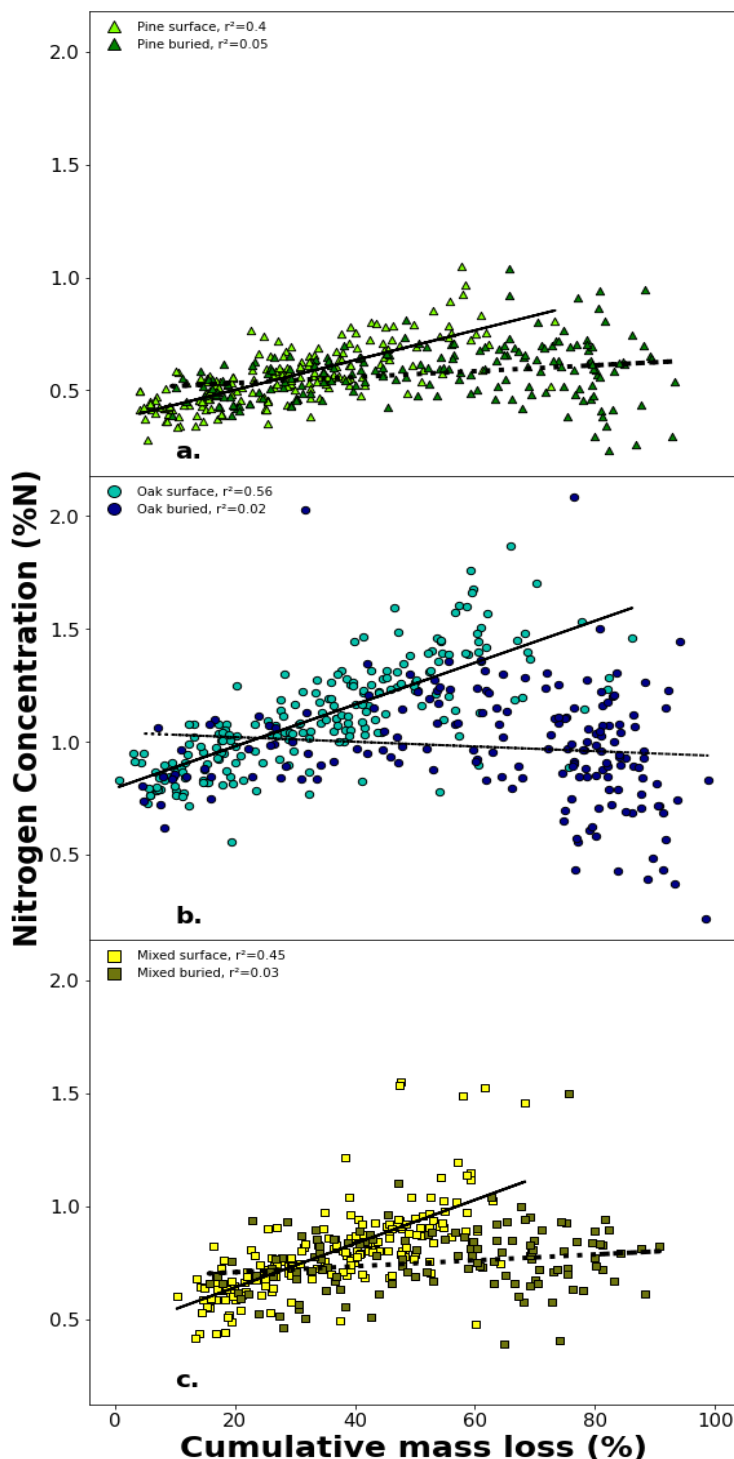 Pine surface, r²=0.4
Pine buried, r²=0.05
2.0
1.5
1.0
0.5
a.
Oak surface, r²=0.56
Oak buried, r²=0.02
2.0
1.5
1.0
0.5
b.
Nitrogen Concentration (%N)
Mixed surface, r²=0.45
Mixed buried, r²=0.03
2.0
1.5
1.0
0.5
c.
0 20 40 60 80 100
Cumulative mass loss (%)